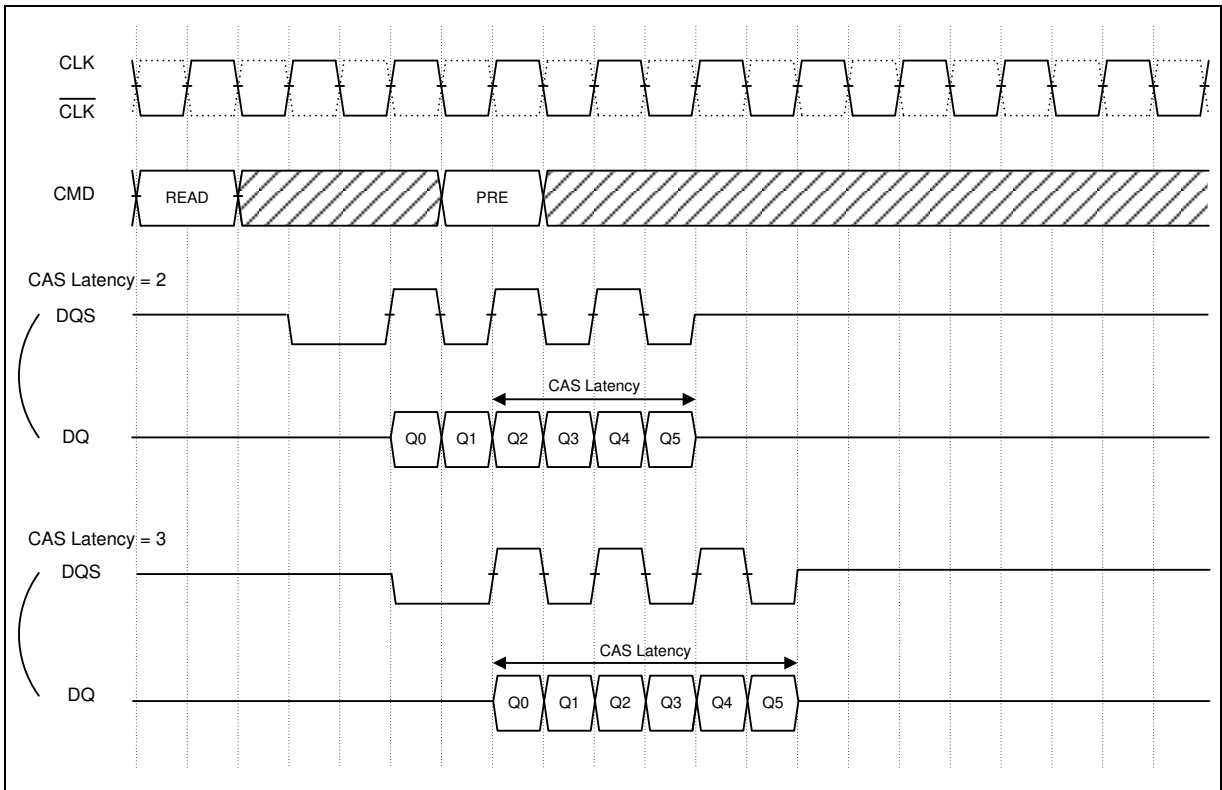 CLK
C̅L̅K̅
CMD
READ
PRE
CAS Latency = 2
DQS
CAS Latency
DQ
Q0 Q1 Q2 Q3 Q4 Q5
CAS Latency = 3
DQS
CAS Latency
DQ
Q0 Q1 Q2 Q3 Q4 Q5